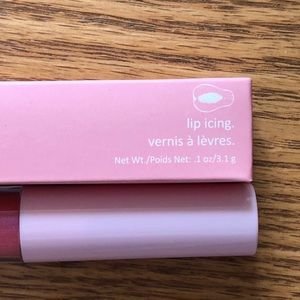 lip icing.
vernis à lèvres.
Net Wt./Poids Net: .1 oz/3.1 g